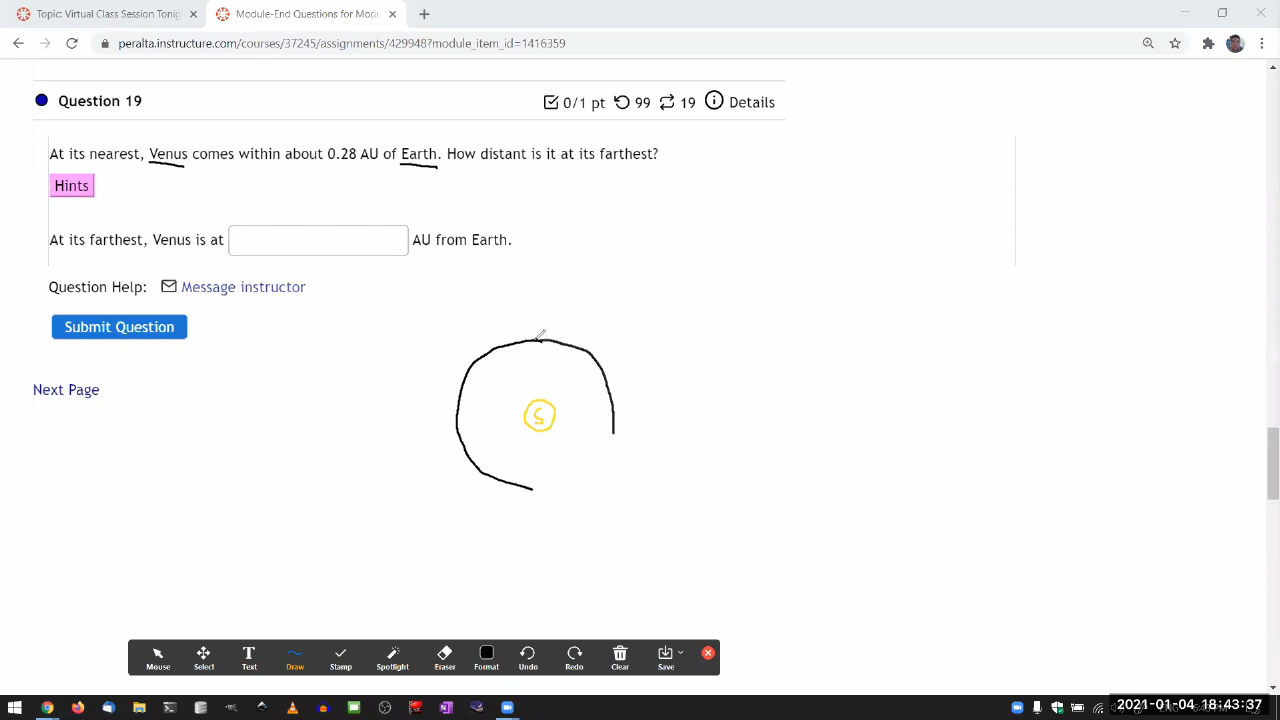 Topic: Virtual Class Session Tonig
Module-End Questions for Modu
peralta.instructure.com/courses/37245/assignments/429948?module_item_id=1416359
Question 19
0/1 pt 99 19 Details
At its nearest, Venus comes within about 0.28 AU of Earth. How distant is it at its farthest?
Hints
At its farthest, Venus is at AU from Earth.
Question Help: Message instructor
Submit Question
Next Page
S
Mouse Select Text Draw Stamp Spotlight Eraser Format Undo Redo Clear Save
2021-01-04 18:43:37